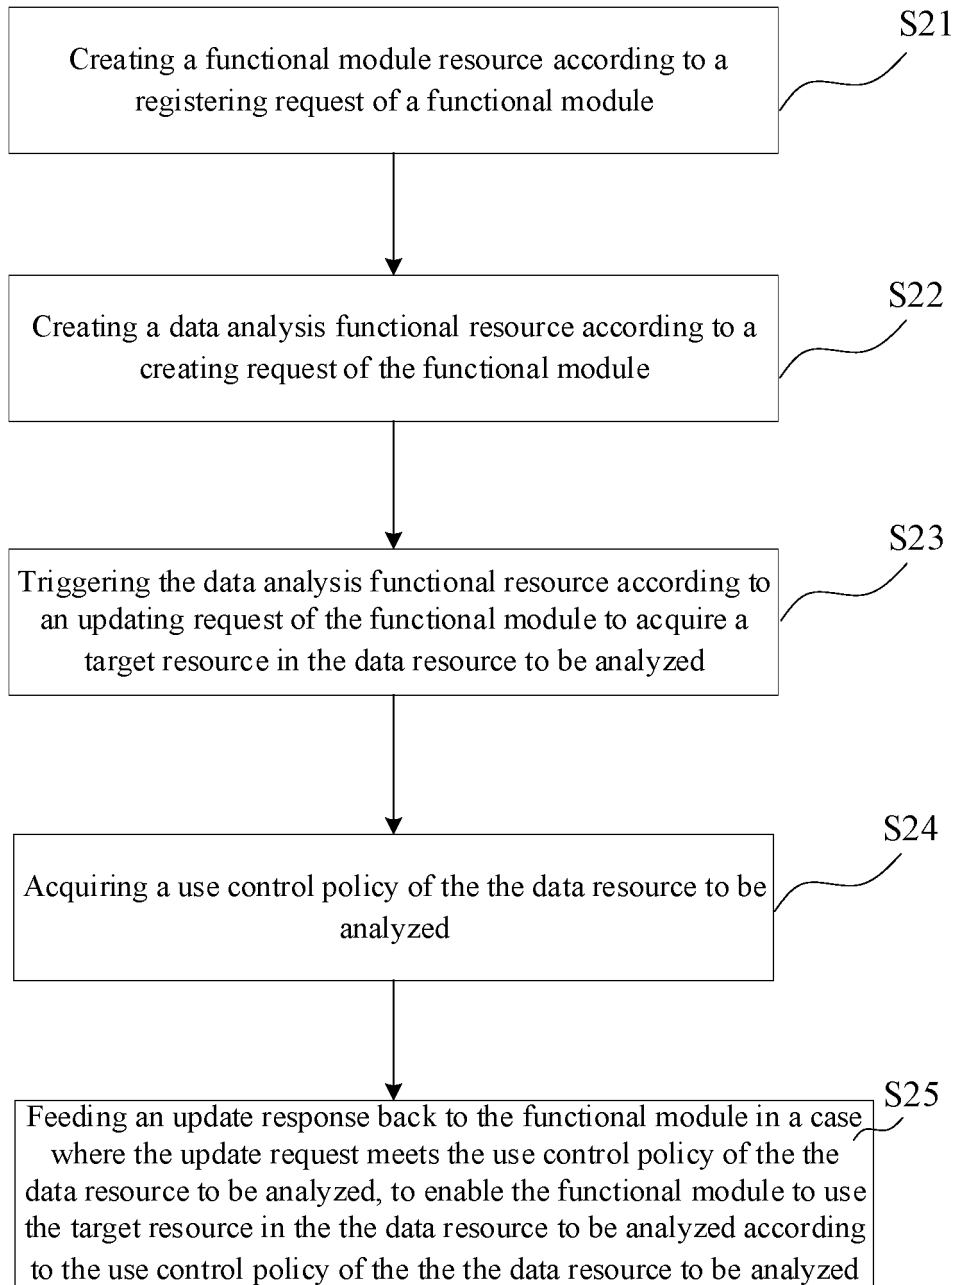 S21
Creating a functional module resource according to a
registering request of a functional module
S22
Creating a data analysis functional resource according to a
creating request of the functional module
S23
Triggering the data analysis functional resource according to
an updating request of the functional module to acquire a
target resource in the data resource to be analyzed
S24
Acquiring a use control policy of the the data resource to be
analyzed
S25
Feeding an update response back to the functional module in a case
where the update request meets the use control policy of the the
data resource to be analyzed, to enable the functional module to use
the target resource in the the data resource to be analyzed according
to the use control policy of the the the data resource to be analyzed